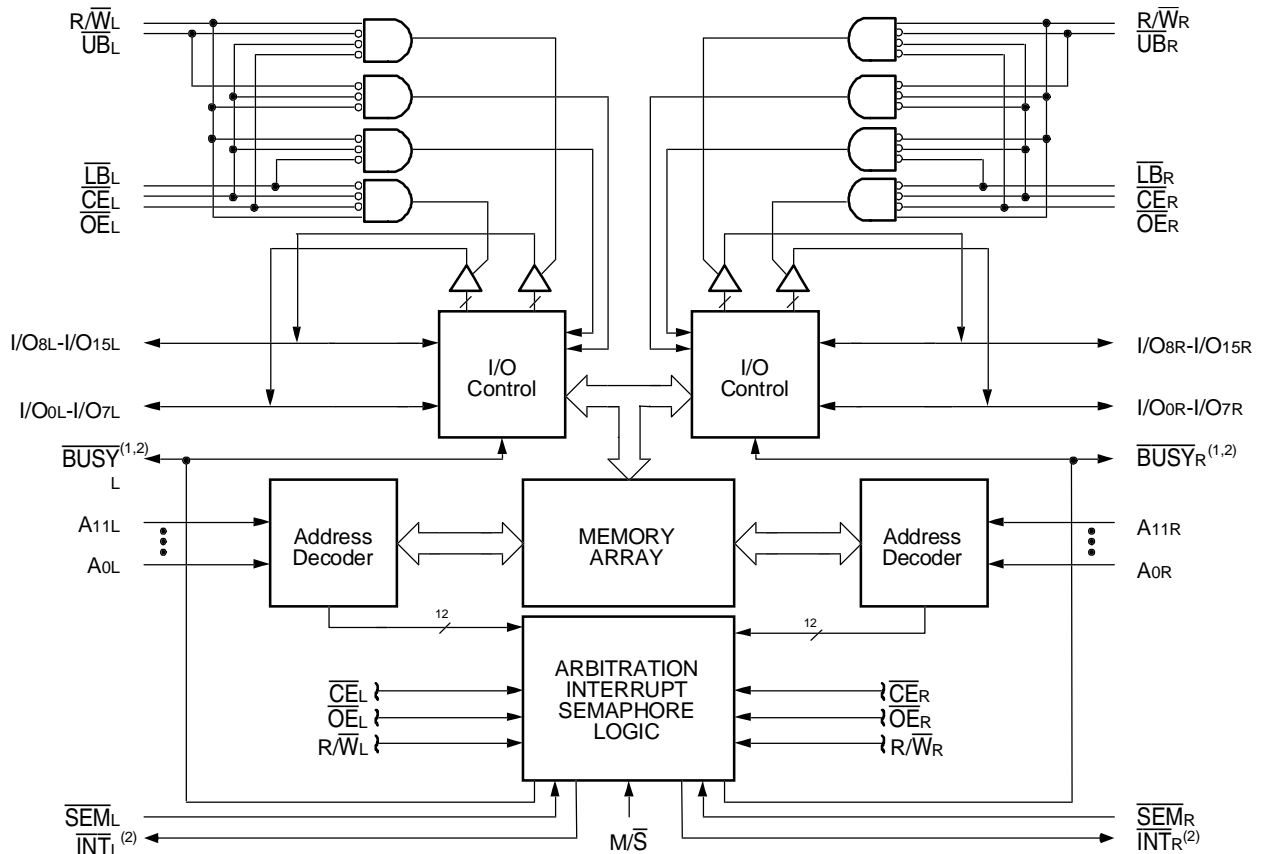 R/W̅L
U̅B̅L
L̅B̅L
C̅E̅L
O̅E̅L
R/W̅R
U̅B̅R
L̅B̅R
C̅E̅R
O̅E̅R
I/O8L-I/O15L
I/O Control
I/O Control
I/O8R-I/O15R
I/O0L-I/O7L
I/O0R-I/O7R
B̅U̅S̅Y̅(1,2)
L
B̅U̅S̅Y̅R(1,2)
A11L
A0L
Address
Decoder
MEMORY
ARRAY
Address
Decoder
A11R
A0R
12
12
ARBITRATION
INTERRUPT
SEMAPHORE
LOGIC
C̅E̅L
O̅E̅L
R/W̅L
C̅E̅R
O̅E̅R
R/W̅R
S̅E̅M̅L
I̅N̅T̅L(2)
M/S̅
S̅E̅M̅R
I̅N̅T̅R(2)